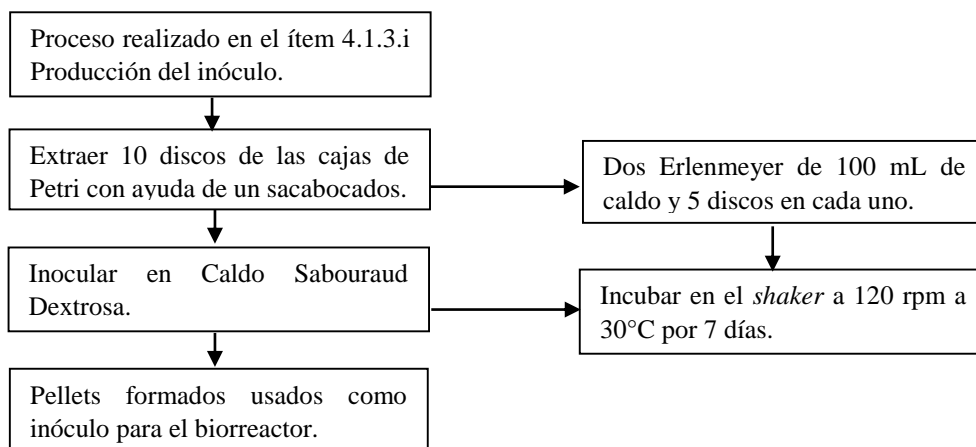 Proceso realizado en el ítem 4.1.3.i
Producción del inóculo.
Extraer 10 discos de las cajas de
Petri con ayuda de un sacabocados.
Dos Erlenmeyer de 100 mL de
caldo y 5 discos en cada uno.
Inocular en Caldo Sabouraud
Dextrosa.
Incubar en el shaker a 120 rpm a
30°C por 7 días.
Pellets formados usados como
inóculo para el biorreactor.